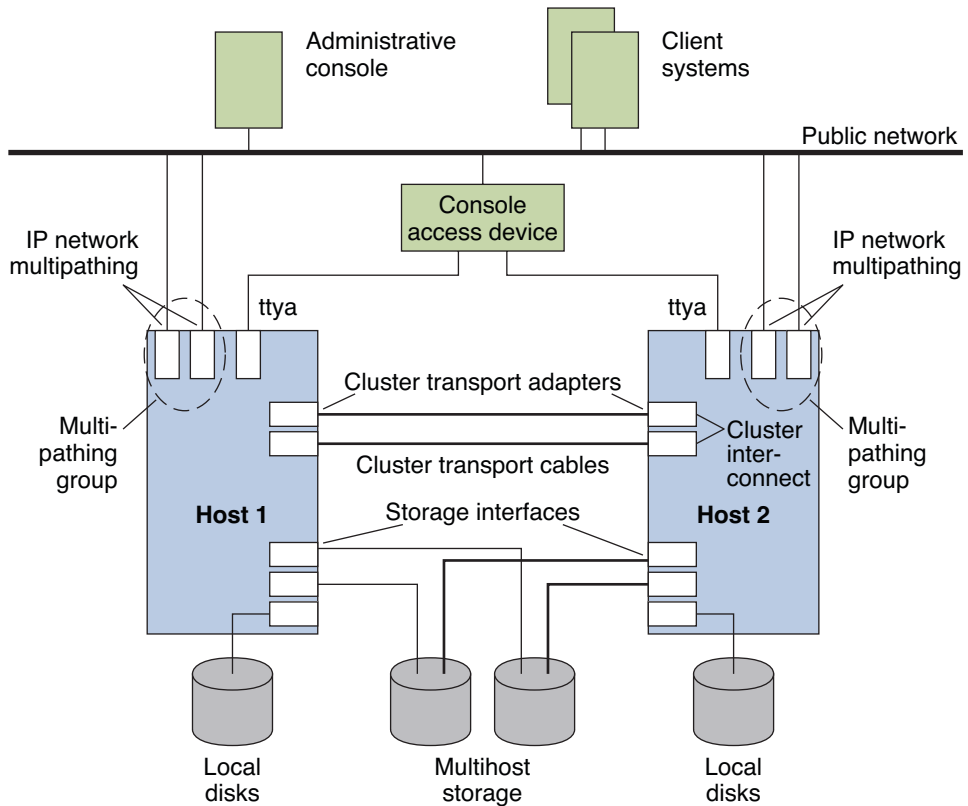 Administrative
console
Client
systems
Public network
Console
access device
IP network
multipathing
IP network
multipathing
ttya
ttya
Cluster transport adapters
Multi-
pathing
group
Cluster
inter-
connect
Multi-
pathing
group
Cluster transport cables
Host 1
Storage interfaces
Host 2
Local
disks
Multihost
storage
Local
disks